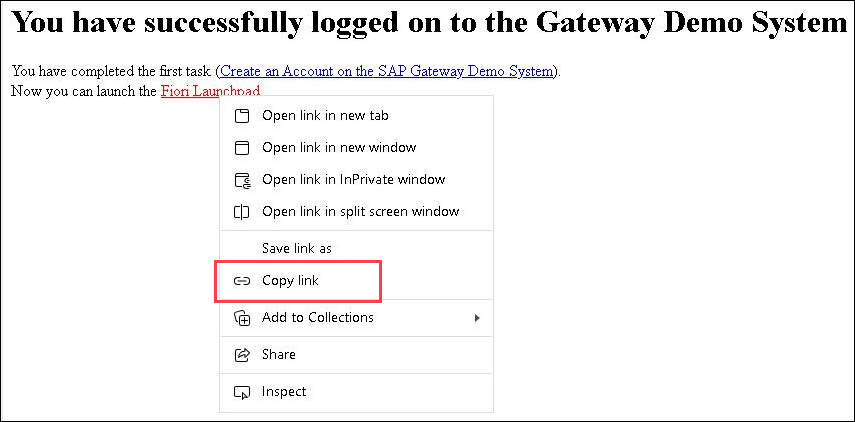 You have successfully logged on to the Gateway Demo System
You have completed the first task (Create an Account on the SAP Gateway Demo System).
Now you can launch the Fiori Launchpad
Open link in new tab
Open link in new window
Open link in InPrivate window
Open link in split screen window
Save link as
Copy link
Add to Collections
Share
Inspect